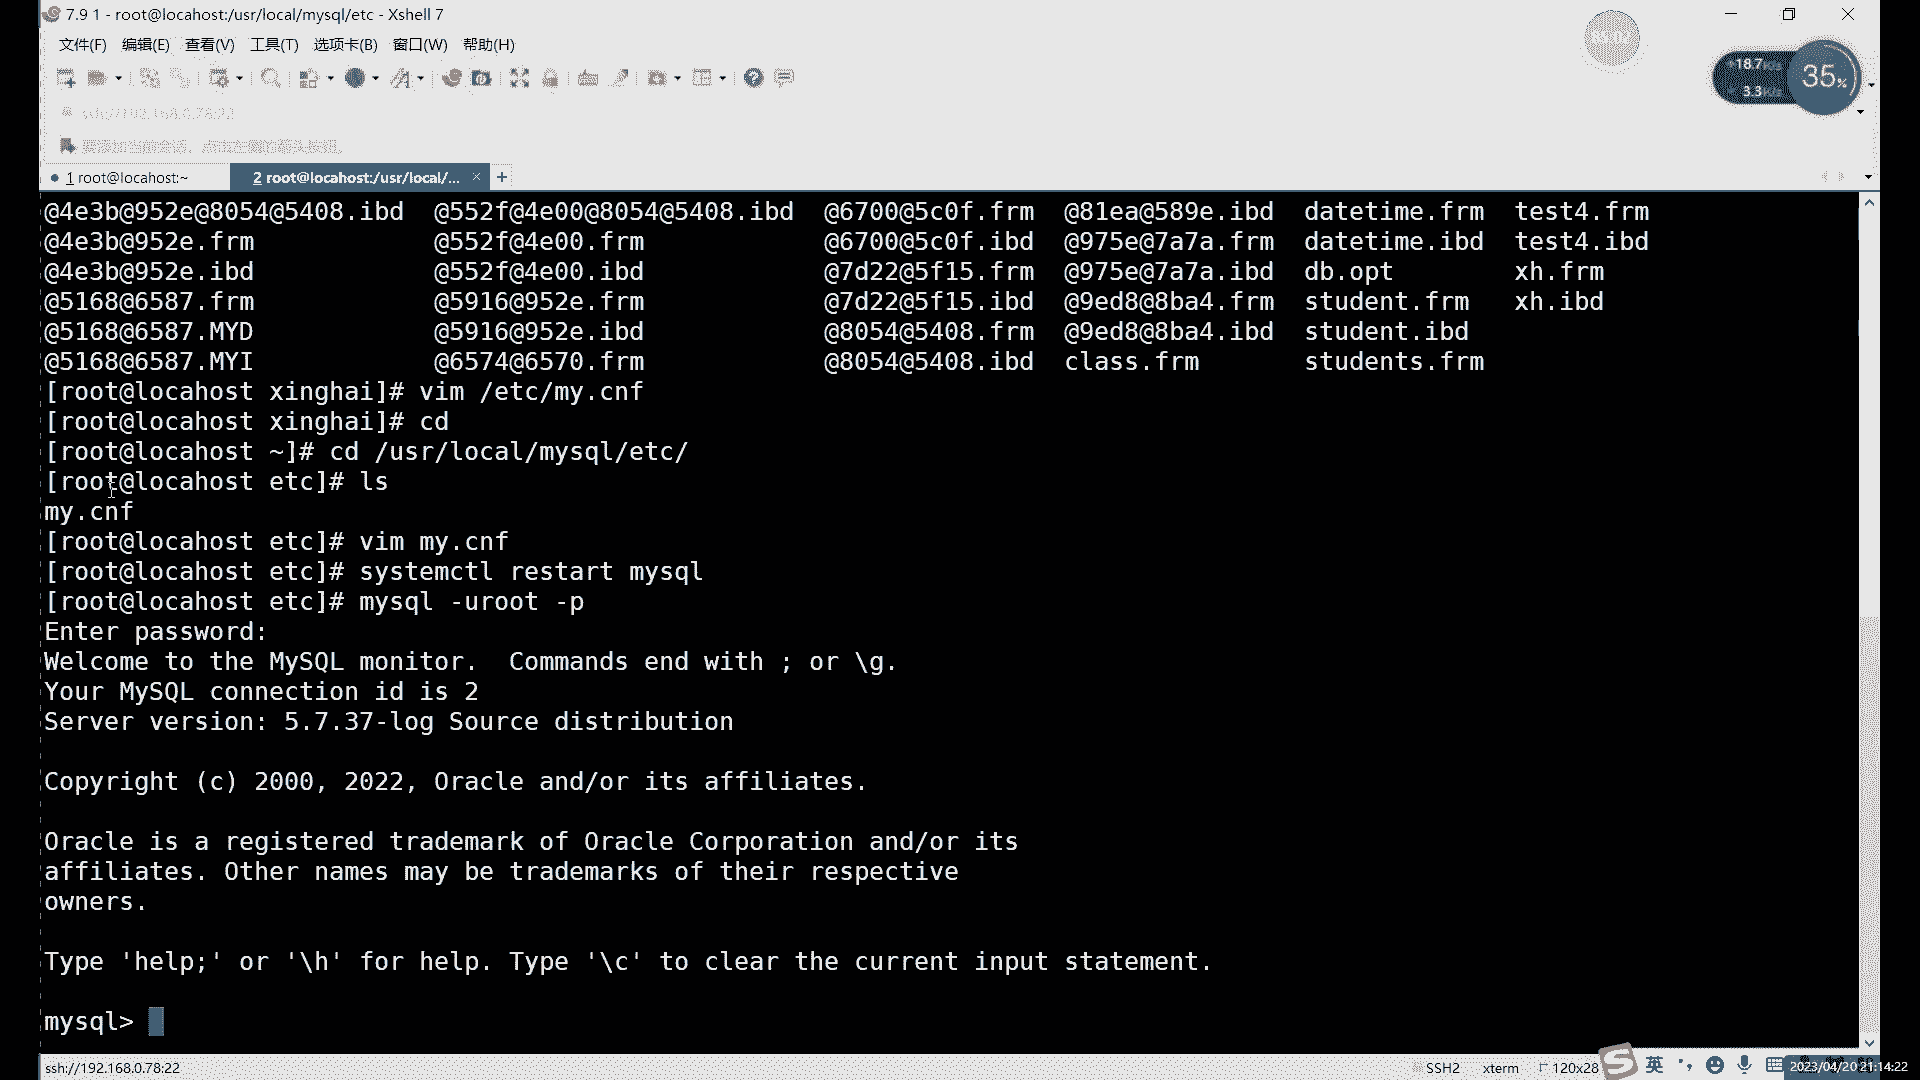 7.9 1 - root@locahost:/usr/local/mysql/etc - Xshell 7
文件(F) 编辑(E) 查看(V) 工具(T) 选项卡(B) 窗口(W) 帮助(H)
35%
18.7K/s
3.3K/s
ssh://192.168.0.78:22
1 root@locahost:~ 2 root@locahost:/usr/local/... × +
@4e3b@952e@8054@5408.ibd @552f@4e00@8054@5408.ibd @6700@5c0f.frm @81ea@589e.ibd datetime.frm test4.frm
@4e3b@952e.frm @552f@4e00.frm @6700@5c0f.ibd @975e@7a7a.frm datetime.ibd test4.ibd
@4e3b@952e.ibd @552f@4e00.ibd @7d22@5f15.frm @975e@7a7a.ibd db.opt xh.frm
@5168@6587.frm @5916@952e.frm @7d22@5f15.ibd @9ed8@8ba4.frm student.frm xh.ibd
@5168@6587.MYD @5916@952e.ibd @8054@5408.frm @9ed8@8ba4.ibd student.ibd
@5168@6587.MYI @6574@6570.frm @8054@5408.ibd class.frm students.frm
[root@locahost xinghai]# vim /etc/my.cnf
[root@locahost xinghai]# cd
[root@locahost ~]# cd /usr/local/mysql/etc/
[root@locahost etc]# ls
my.cnf
[root@locahost etc]# vim my.cnf
[root@locahost etc]# systemctl restart mysql
[root@locahost etc]# mysql -uroot -p
Enter password:
Welcome to the MySQL monitor.  Commands end with ; or \g.
Your MySQL connection id is 2
Server version: 5.7.37-log Source distribution
Copyright (c) 2000, 2022, Oracle and/or its affiliates.
Oracle is a registered trademark of Oracle Corporation and/or its
affiliates. Other names may be trademarks of their respective
owners.
Type 'help;' or '\h' for help. Type '\c' to clear the current input statement.
mysql>
ssh://192.168.0.78:22 SSH2 xterm 120x28 英 2023/04/20 21:14:22